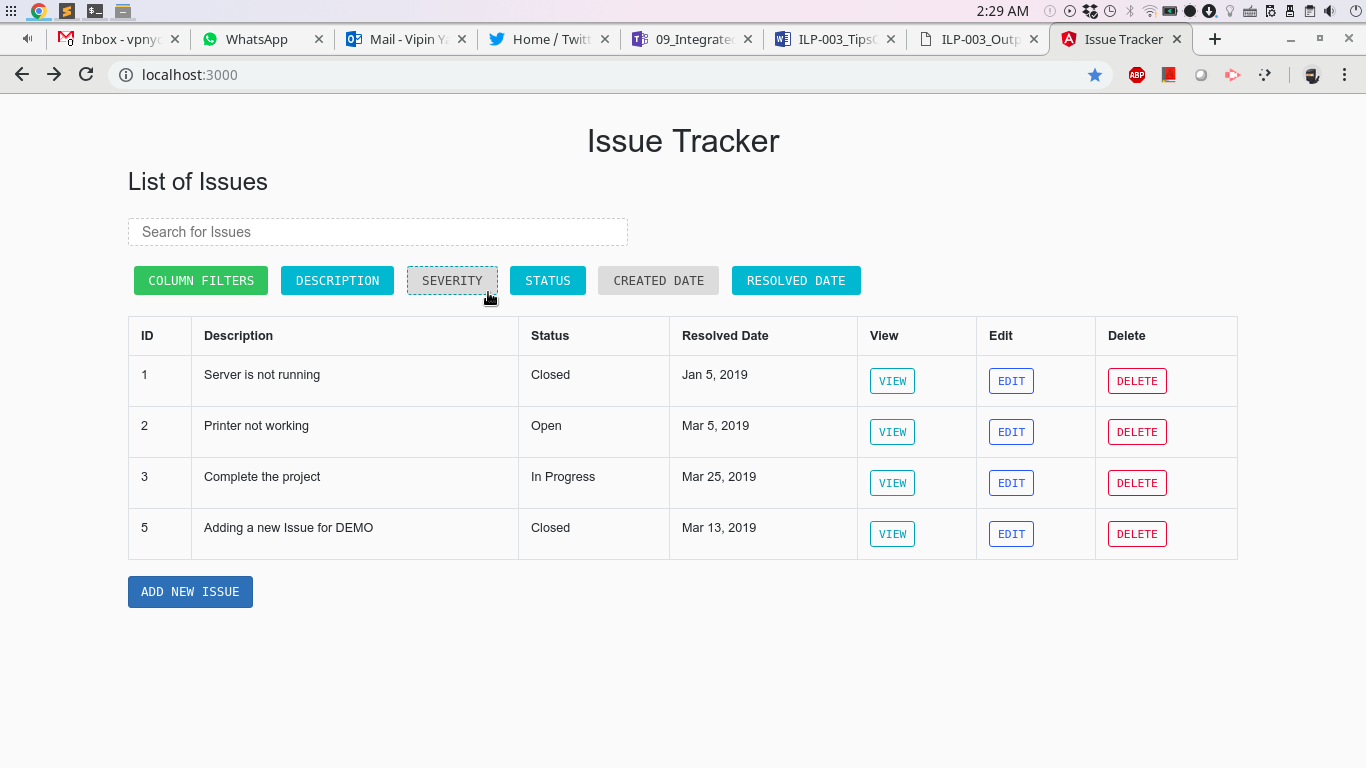 2:29 AM
Inbox - vpnyc
WhatsApp
Mail - Vipin Ya
Home / Twitt
09_Integrated
ILP-003_Tips
ILP-003_Outp
Issue Tracker
localhost:3000
ABP
Issue Tracker
List of Issues
Search for Issues
COLUMN FILTERS DESCRIPTION SEVERITY STATUS CREATED DATE RESOLVED DATE
ID Description Status Resolved Date View Edit Delete
1 Server is not running Closed Jan 5, 2019 VIEW EDIT DELETE
2 Printer not working Open Mar 5, 2019 VIEW EDIT DELETE
3 Complete the project In Progress Mar 25, 2019 VIEW EDIT DELETE
5 Adding a new Issue for DEMO Closed Mar 13, 2019 VIEW EDIT DELETE
ADD NEW ISSUE